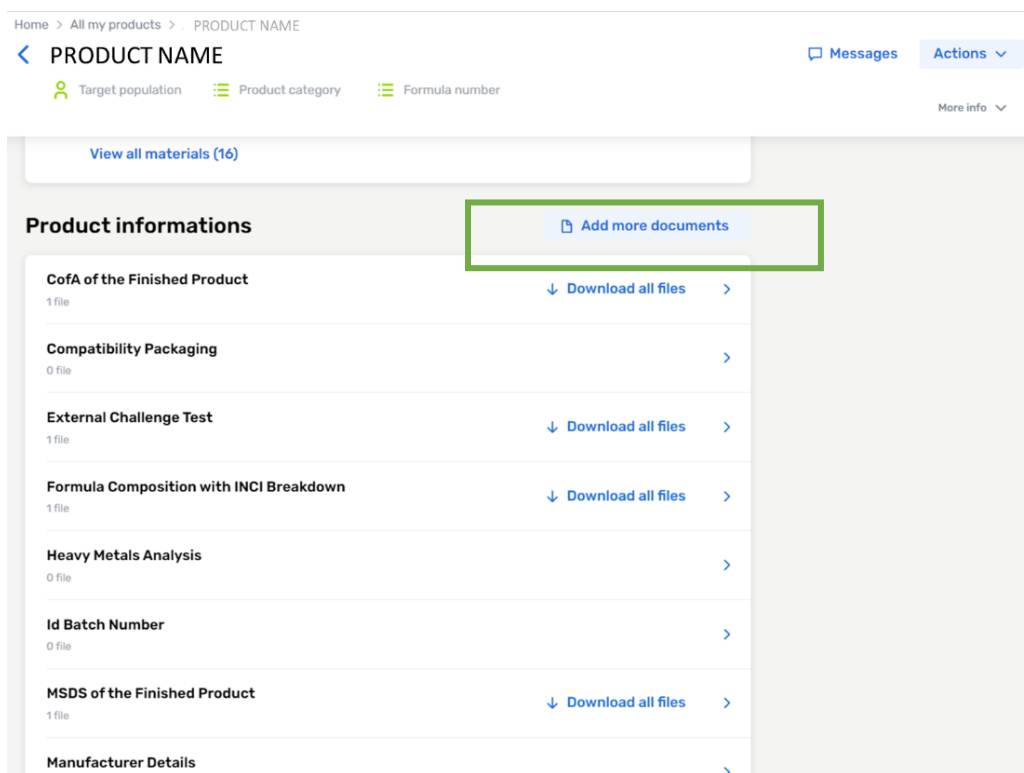 Home > All my products > . PRODUCT NAME
PRODUCT NAME
Messages
Actions
Target population
Product category
Formula number
More info
View all materials (16)
Product informations
Add more documents
CofA of the Finished Product
1 file
Download all files
Compatibility Packaging
0 file
External Challenge Test
1 file
Download all files
Formula Composition with INCI Breakdown
1 file
Download all files
Heavy Metals Analysis
0 file
Id Batch Number
0 file
MSDS of the Finished Product
1 file
Download all files
Manufacturer Details